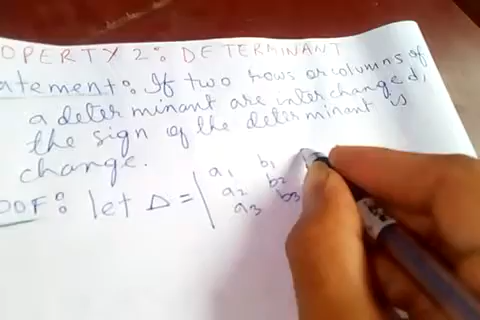 OPERTY 2: DETERMINANT
atement: If two rows or columns of
a determinant are interchanged,
the sign of the determinant is
change.
OOF: let Δ = | a₁ b₁
a₂ b₂
a₃ b₃